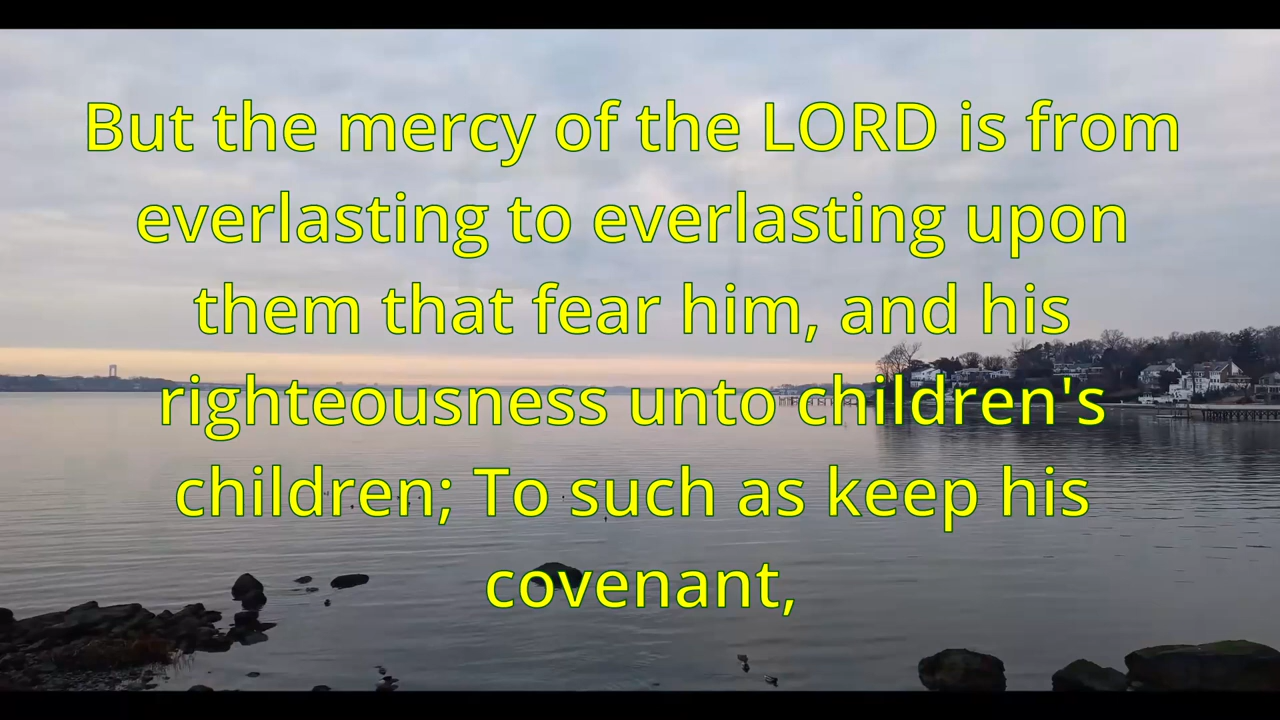 But the mercy of the LORD is from
everlasting to everlasting upon
them that fear him, and his
righteousness unto children's
children; To such as keep his
covenant,